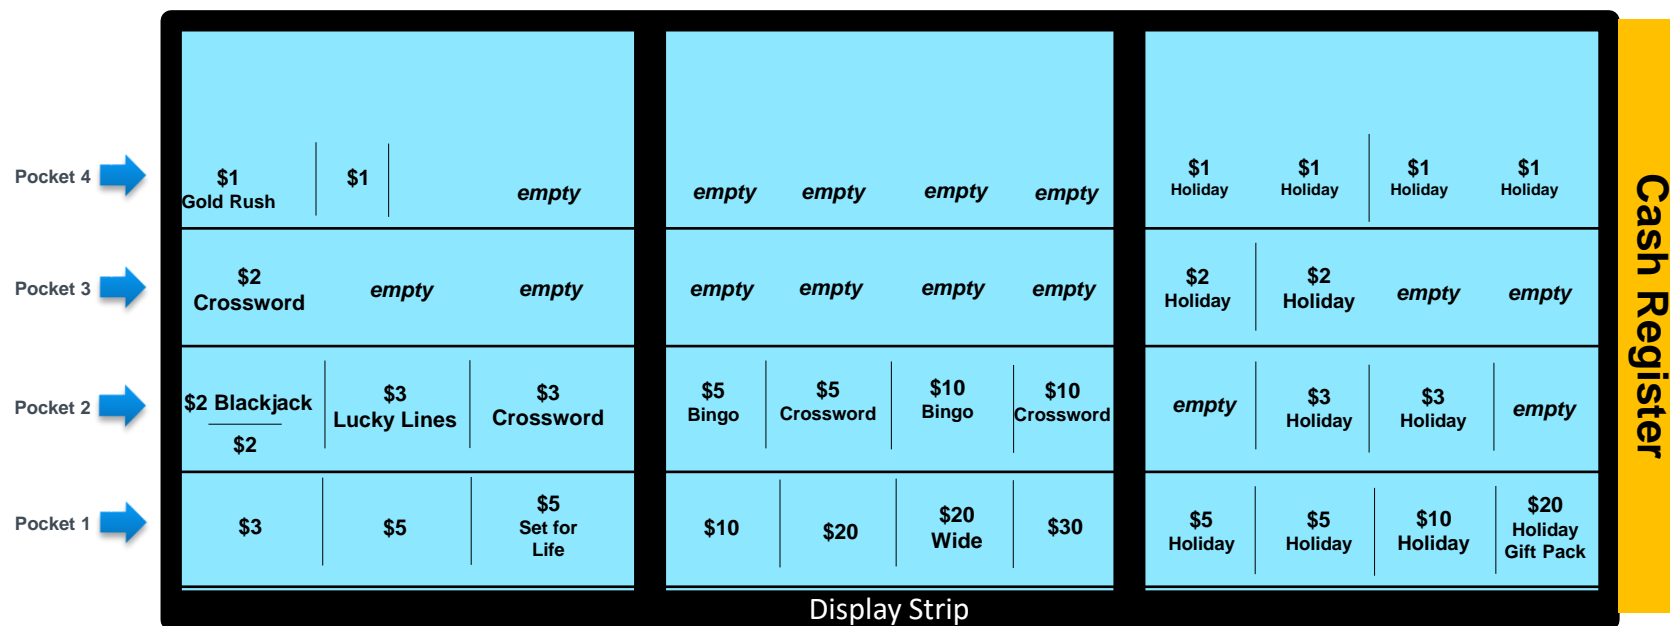 Pocket 4
$1
Gold Rush
$1
empty
empty
empty
empty
empty
$1
Holiday
$1
Holiday
$1
Holiday
$1
Holiday
Pocket 3
$2
Crossword
empty
empty
empty
empty
empty
empty
$2
Holiday
$2
Holiday
empty
empty
Pocket 2
$2 Blackjack
$2
$3
Lucky Lines
$3
Crossword
$5
Bingo
$5
Crossword
$10
Bingo
$10
Crossword
empty
$3
Holiday
$3
Holiday
empty
Pocket 1
$3
$5
$5
Set for
Life
$10
$20
$20
Wide
$30
$5
Holiday
$5
Holiday
$10
Holiday
$20
Holiday
Gift Pack
Display Strip
Cash Register